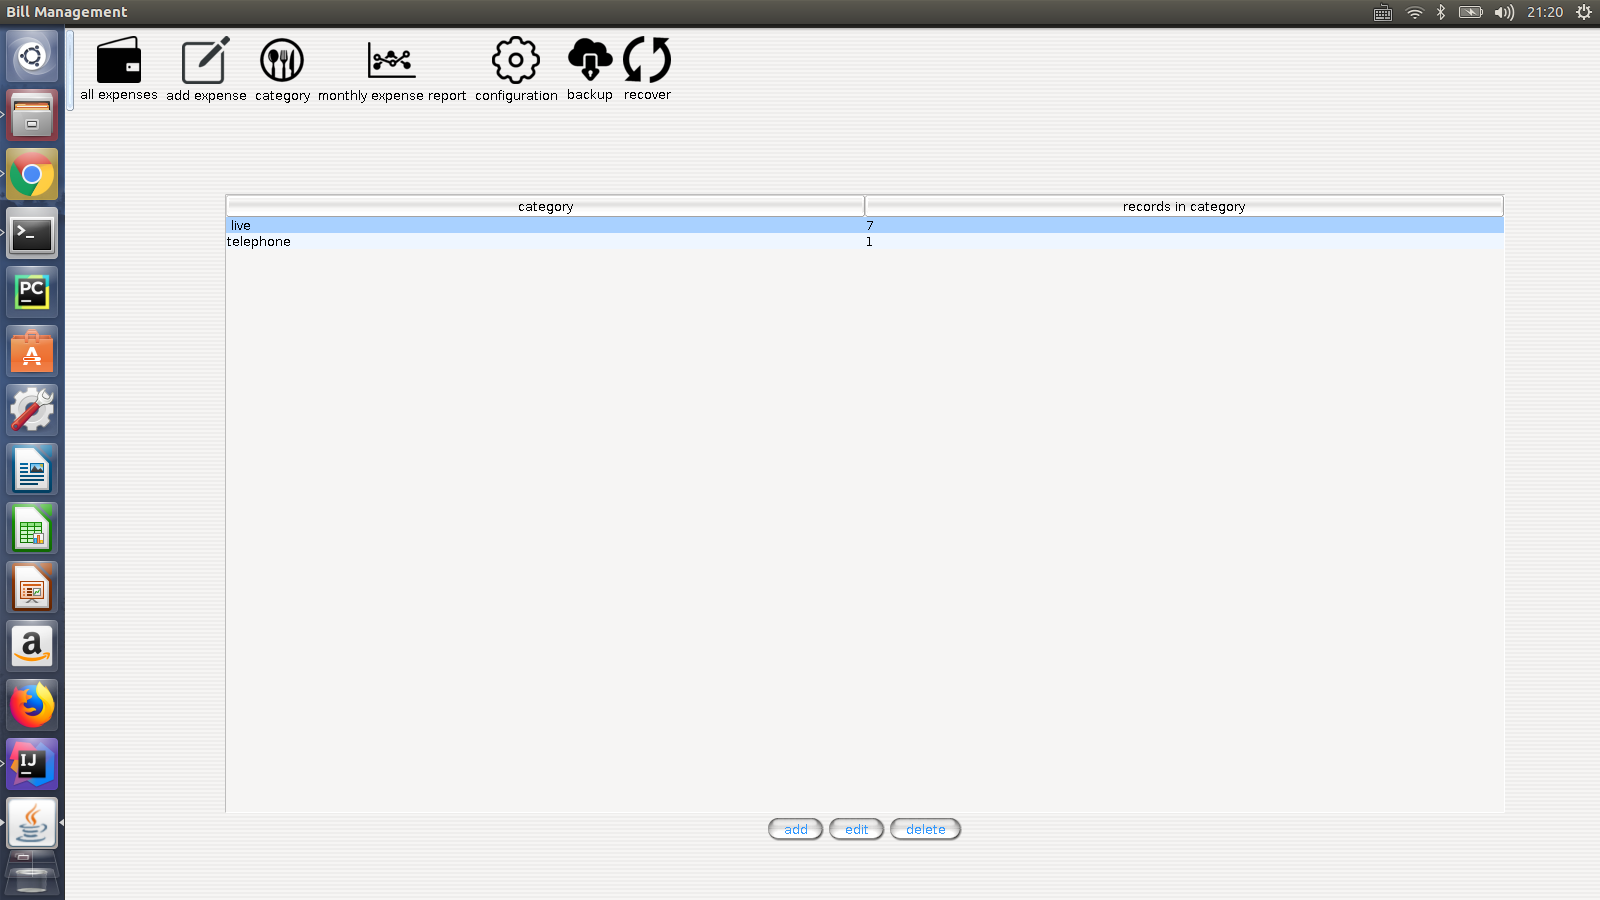 Bill Management
21:20
all expenses
add expense
category
monthly expense report
configuration
backup
recover
category
records in category
live
7
telephone
1
add
edit
delete
>_
PC
A
a
IJ